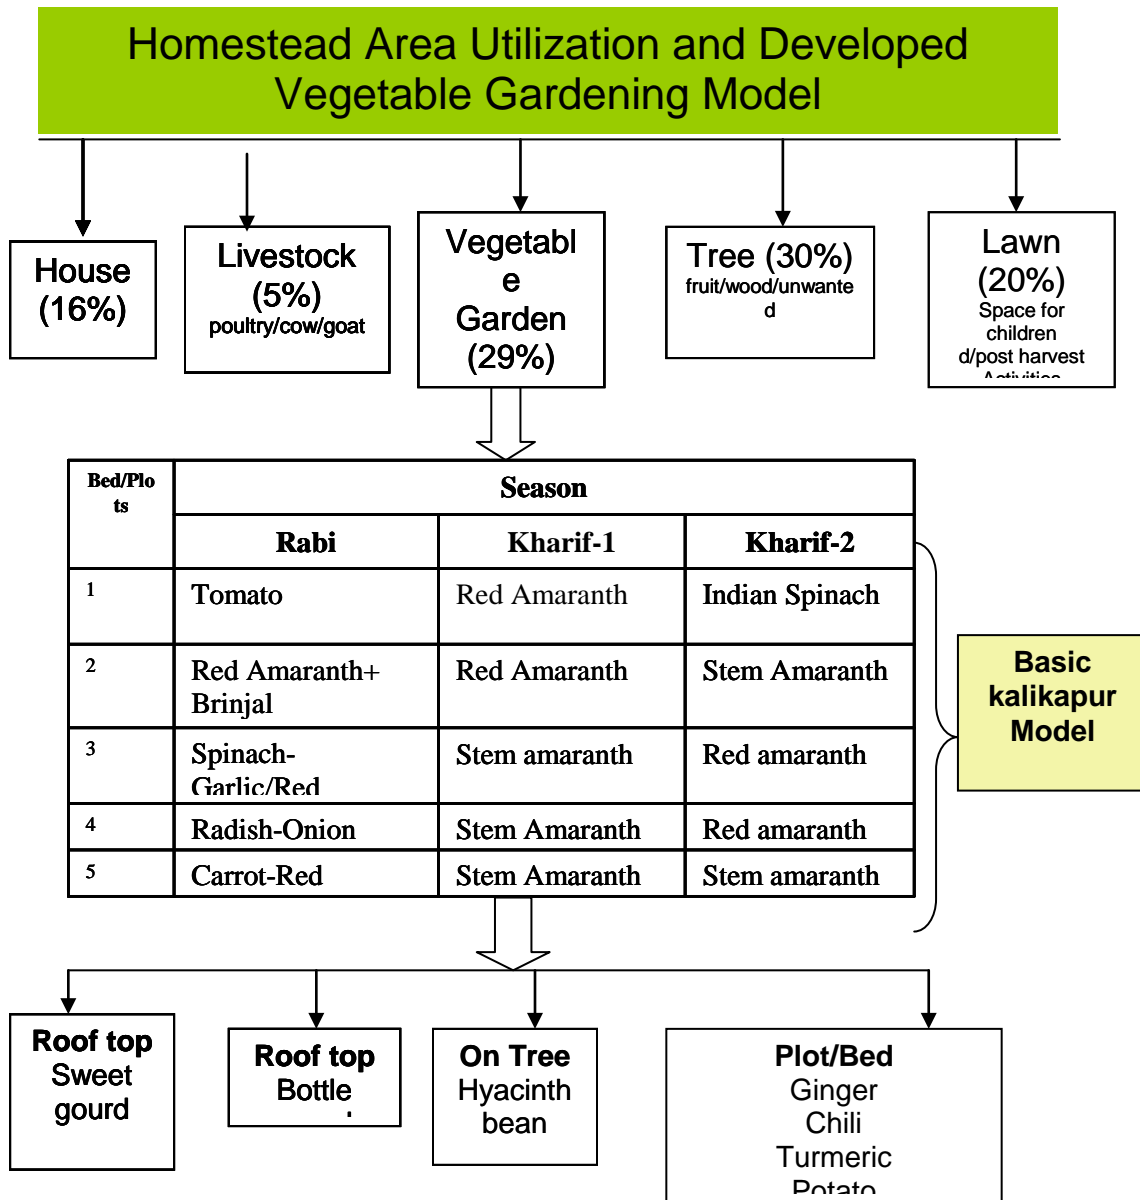 Homestead Area Utilization and Developed
Vegetable Gardening Model
House
(16%)
Livestock
(5%)
poultry/cow/goat
Vegetabl
e
Garden
(29%)
Tree (30%)
fruit/wood/unwante
d
Lawn
(20%)
Space for
children
d/post harvest
Activities
Bed/Plo
ts
Season
Rabi
Kharif-1
Kharif-2
1
Tomato
Red Amaranth
Indian Spinach
2
Red Amaranth+
Brinjal
Red Amaranth
Stem Amaranth
3
Spinach-
Garlic/Red
Stem amaranth
Red amaranth
4
Radish-Onion
Stem Amaranth
Red amaranth
5
Carrot-Red
Stem Amaranth
Stem amaranth
Basic
kalikapur
Model
Roof top
Sweet
gourd
Roof top
Bottle
On Tree
Hyacinth
bean
Plot/Bed
Ginger
Chili
Turmeric
Potato